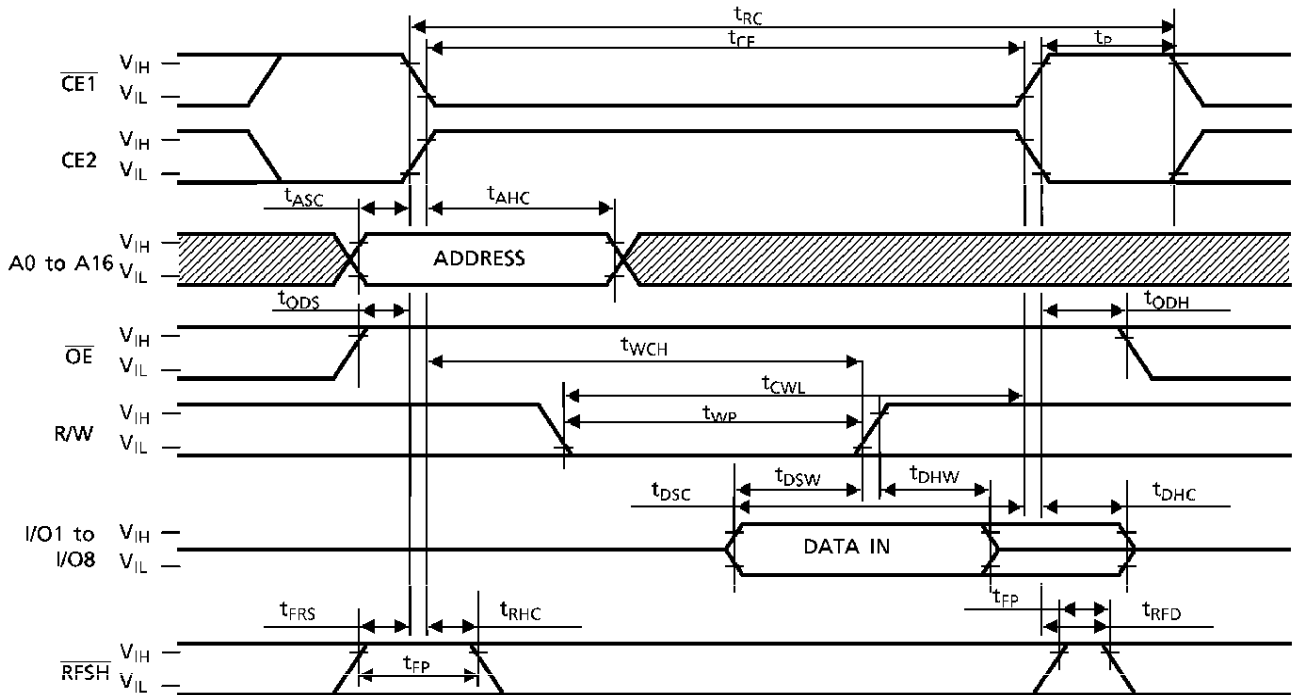 tRC
tCE
tP
CE1 VIH
VIL
CE2 VIH
VIL
tASC tAHC
A0 to A16 VIH
VIL
ADDRESS
tODS tODH
OE VIH
VIL
tWCH
tCWL
R/W VIH
VIL
tWP
tDSW tDHW
tDSC tDHC
I/O1 to I/O8 VIH
VIL
DATA IN
tFP
tFRS tRHC tRFD
RFSH VIH
VIL
tFP